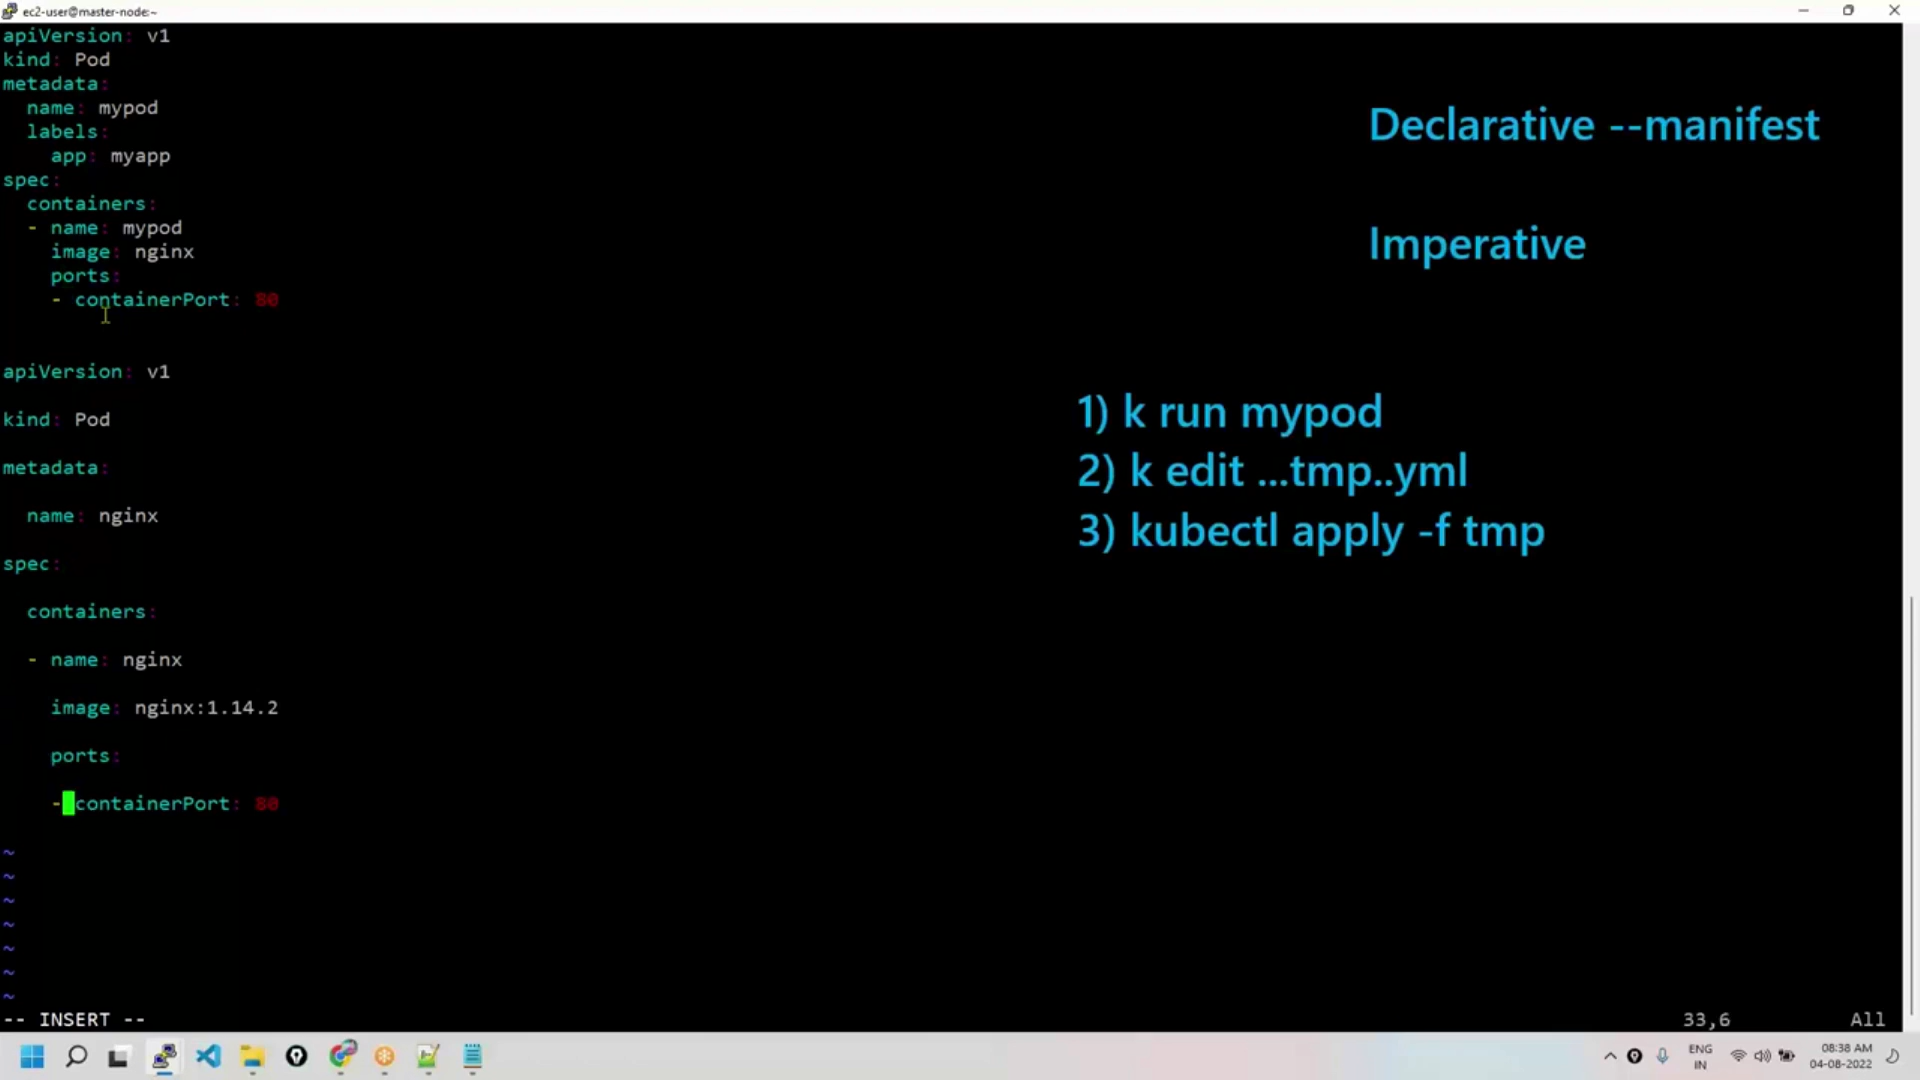 ec2-user@master-node:~
apiVersion: v1
kind: Pod
metadata:
  name: mypod
  labels:
    app: myapp
spec:
  containers:
  - name: mypod
    image: nginx
    ports:
    - containerPort: 80
apiVersion: v1
kind: Pod
metadata:
  name: nginx
spec:
  containers:
  - name: nginx
    image: nginx:1.14.2
    ports:
    - containerPort: 80
~
~
~
~
~
~
~
-- INSERT --
33,6
All
Declarative --manifest
Imperative
1) k run mypod
2) k edit ...tmp..yml
3) kubectl apply -f tmp
ENG
IN
08:38 AM
04-08-2022